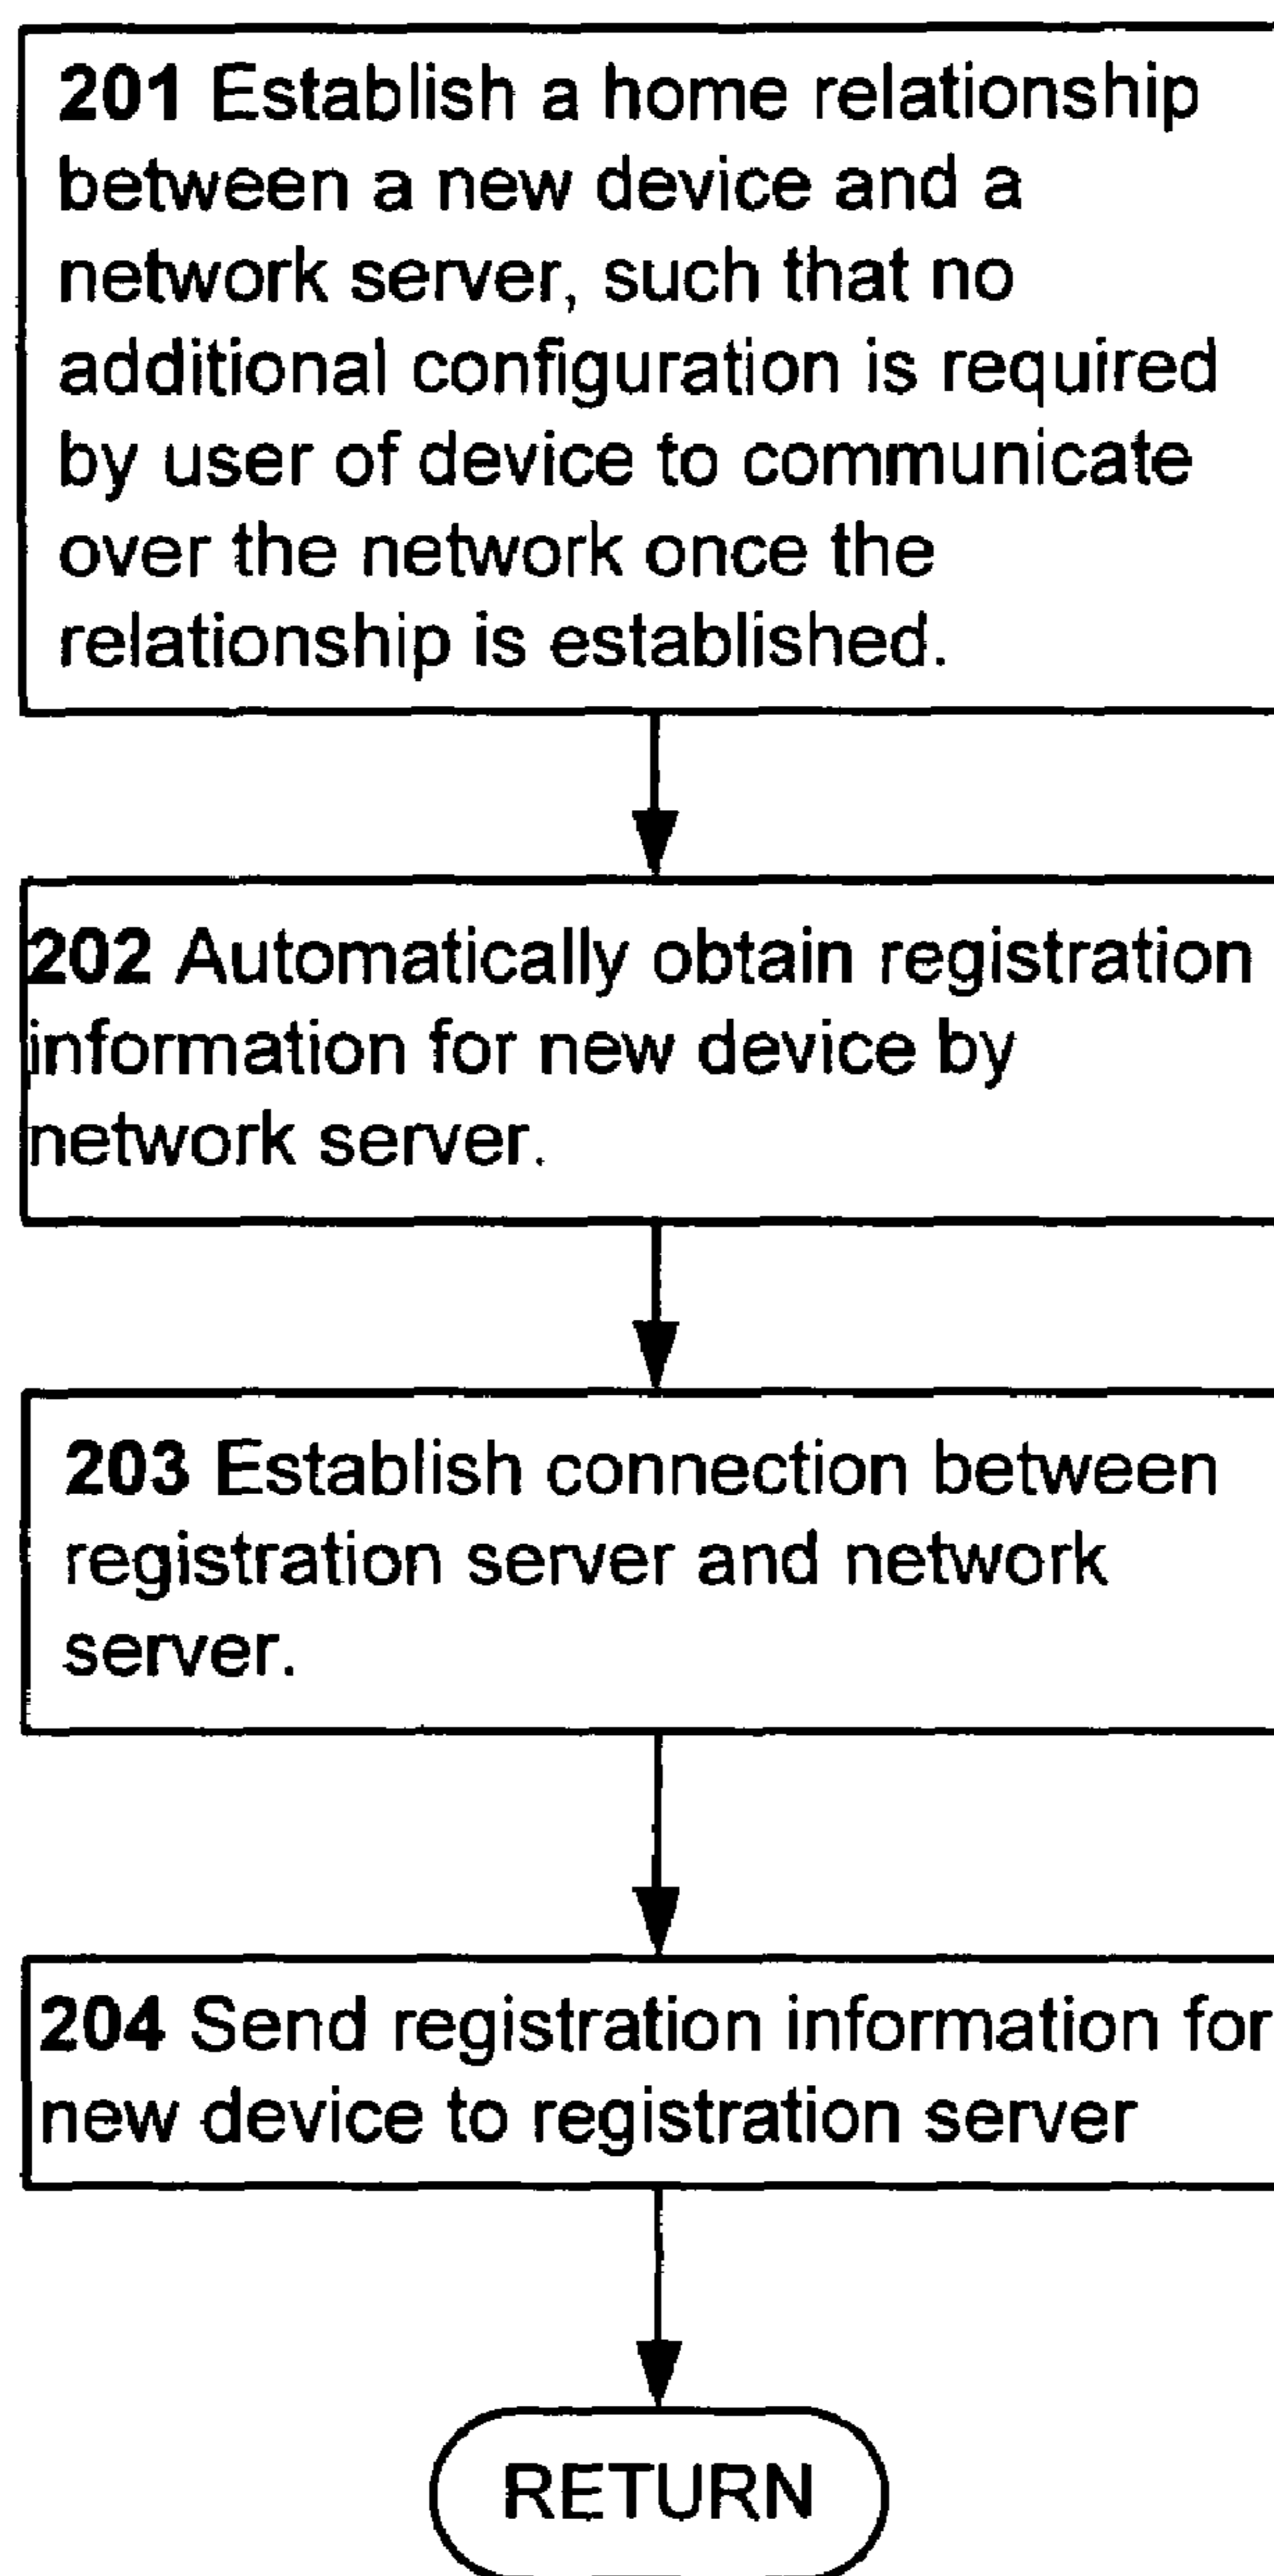 201 Establish a home relationship
between a new device and a
network server, such that no
additional configuration is required
by user of device to communicate
over the network once the
relationship is established.
202 Automatically obtain registration
information for new device by
network server.
203 Establish connection between
registration server and network
server.
204 Send registration information for
new device to registration server
RETURN